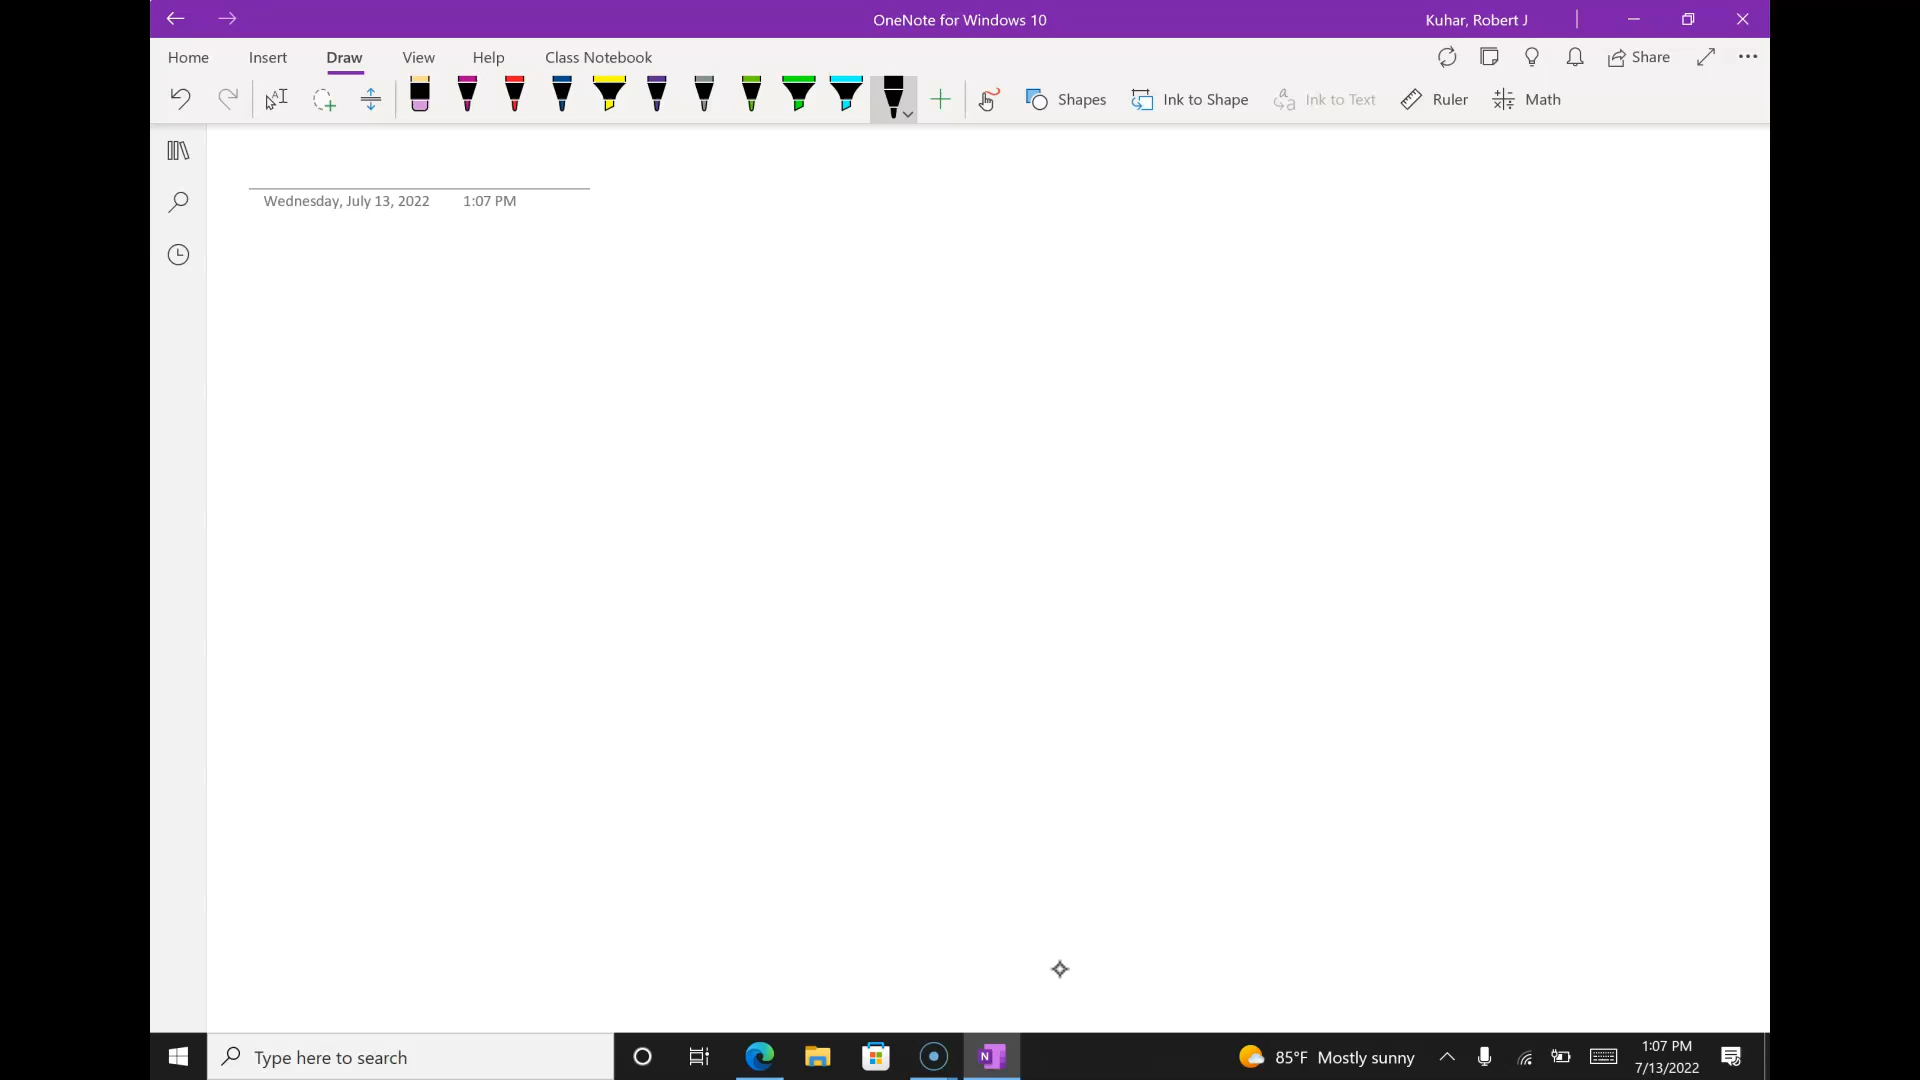 OneNote for Windows 10
Kuhar, Robert J
Home Insert Draw View Help Class Notebook
Share
Shapes Ink to Shape Ink to Text Ruler Math
Wednesday, July 13, 2022 1:07 PM
Type here to search
85°F Mostly sunny
1:07 PM
7/13/2022